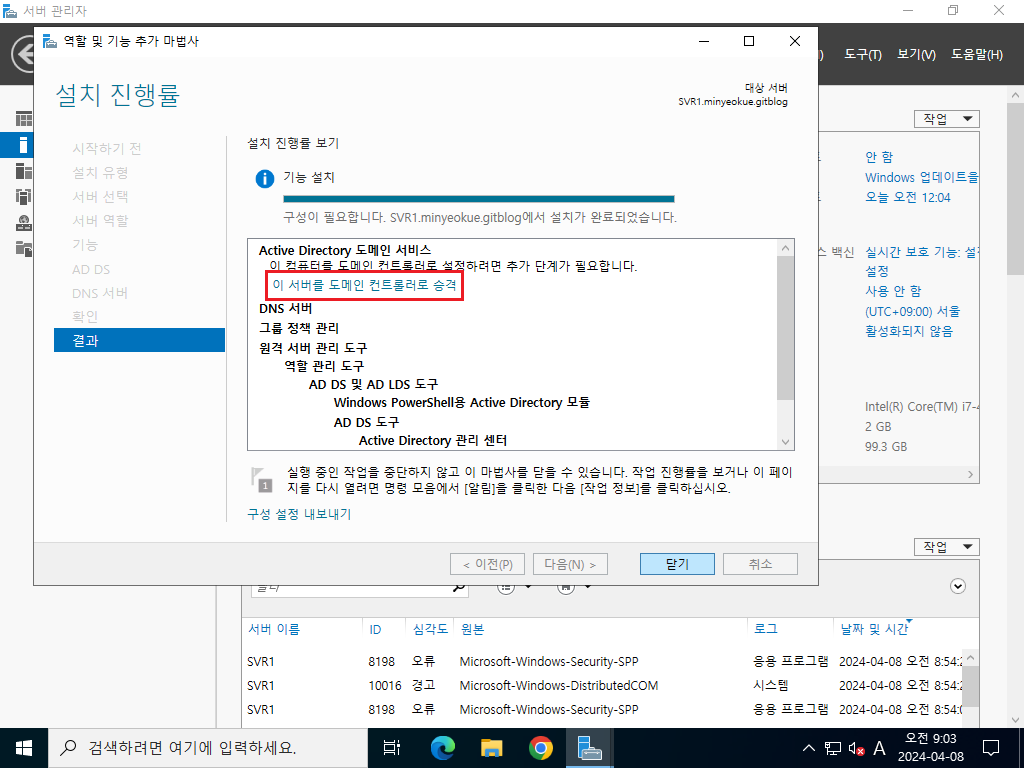 서버 관리자
도구(T) 보기(V) 도움말(H)
역할 및 기능 추가 마법사
설치 진행률
대상 서버
SVR1.minyeokue.gitblog
시작하기 전
설치 유형
서버 선택
서버 역할
기능
AD DS
DNS 서버
확인
결과
설치 진행률 보기
기능 설치
구성이 필요합니다. SVR1.minyeokue.gitblog에서 설치가 완료되었습니다.
Active Directory 도메인 서비스
이 컴퓨터를 도메인 컨트롤러로 설정하려면 추가 단계가 필요합니다.
이 서버를 도메인 컨트롤러로 승격
DNS 서버
그룹 정책 관리
원격 서버 관리 도구
역할 관리 도구
AD DS 및 AD LDS 도구
Windows PowerShell용 Active Directory 모듈
AD DS 도구
Active Directory 관리 센터
1
실행 중인 작업을 중단하지 않고 이 마법사를 닫을 수 있습니다. 작업 진행률을 보거나 이 페이
지를 다시 열려면 명령 모음에서 [알림]을 클릭한 다음 [작업 정보]를 클릭하십시오.
구성 설정 내보내기
< 이전(P) 다음(N) > 닫기 취소
작업
안 함
Windows 업데이트을
오늘 오전 12:04
스 백신 실시간 보호 기능: 설
설정
사용 안 함
(UTC+09:00) 서울
활성화되지 않음
Intel(R) Core(TM) i7-4
2 GB
99.3 GB
작업
서버 이름 ID 심각도 원본 로그 날짜 및 시간
SVR1 8198 오류 Microsoft-Windows-Security-SPP 응용 프로그램 2024-04-08 오전 8:54:2
SVR1 10016 경고 Microsoft-Windows-DistributedCOM 시스템 2024-04-08 오전 8:54:2
SVR1 8198 오류 Microsoft-Windows-Security-SPP 응용 프로그램 2024-04-08 오전 8:54:0
검색하려면 여기에 입력하세요.
A
오전 9:03
2024-04-08